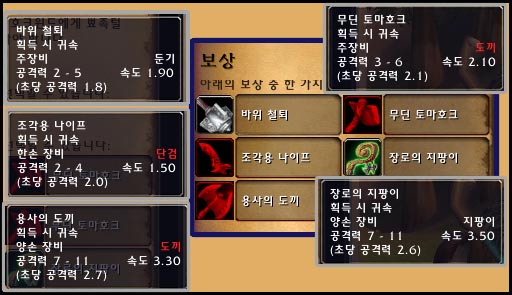 바위 철퇴
획득 시 귀속
주장비 둔기
공격력 2 - 5 속도 1.90
(초당 공격력 1.8)
조각용 나이프
획득 시 귀속
한손 장비 단검
공격력 2 - 4 속도 1.50
(초당 공격력 2.0)
용사의 도끼
획득 시 귀속
양손 장비 도끼
공격력 7 - 11 속도 3.30
(초당 공격력 2.7)
보상
아래의 보상 중 한 가지
바위 철퇴
무딘 토마호크
조각용 나이프
장로의 지팡이
용사의 도끼
무딘 토마호크
획득 시 귀속
주장비 도끼
공격력 3 - 6 속도 2.10
(초당 공격력 2.1)
장로의 지팡이
획득 시 귀속
양손 장비 지팡이
공격력 7 - 11 속도 3.50
(초당 공격력 2.6)